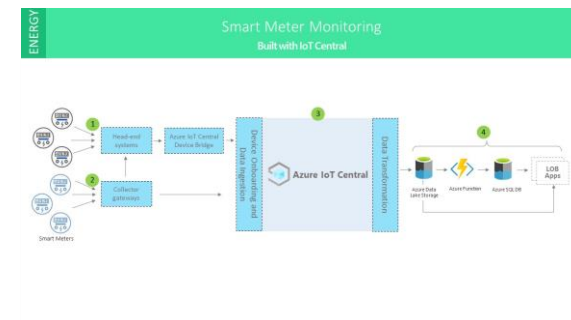 ENERGY
Smart Meter Monitoring
Built with IoT Central
1
Head-end
systems
Azure IoT Central
Device Bridge
2
Collector
gateways
Smart Meters
Device Onboarding and
Data Ingestion
3
Azure IoT Central
Data Transformation
4
Azure Data
Lake Storage
Azure Function
Azure SQL DB
LOB
Apps